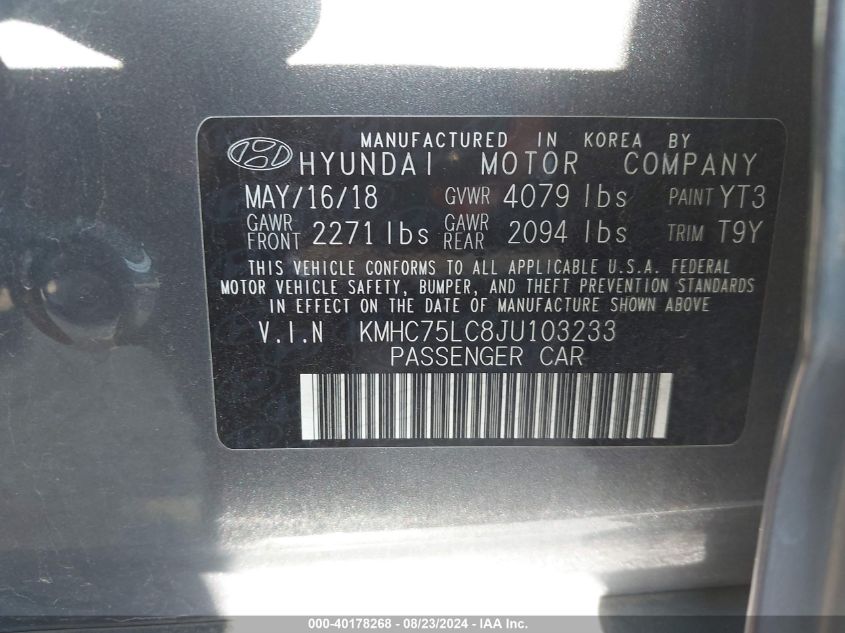 MANUFACTURED IN KOREA BY
HYUNDAI MOTOR COMPANY
MAY/16/18 GVWR 4079 lbs PAINT YT3
GAWR FRONT 2271 lbs GAWR REAR 2094 lbs TRIM T9Y
THIS VEHICLE CONFORMS TO ALL APPLICABLE U.S.A. FEDERAL
MOTOR VEHICLE SAFETY, BUMPER, AND THEFT PREVENTION STANDARDS
IN EFFECT ON THE DATE OF MANUFACTURE SHOWN ABOVE
V.I.N KMHC75LC8JU103233
PASSENGER CAR
000-40178268 - 08/23/2024 - IAA Inc.